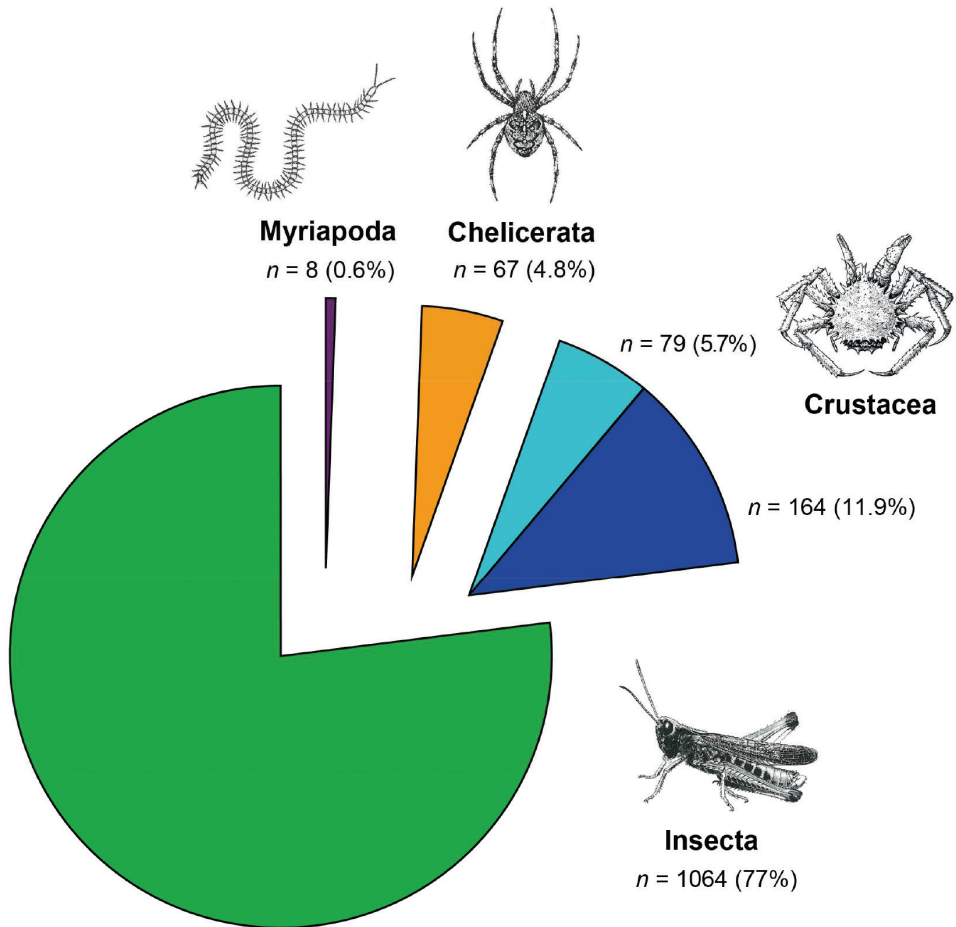 Myriapoda
n = 8 (0.6%)
Chelicerata
n = 67 (4.8%)
n = 79 (5.7%)
Crustacea
n = 164 (11.9%)
Insecta
n = 1064 (77%)